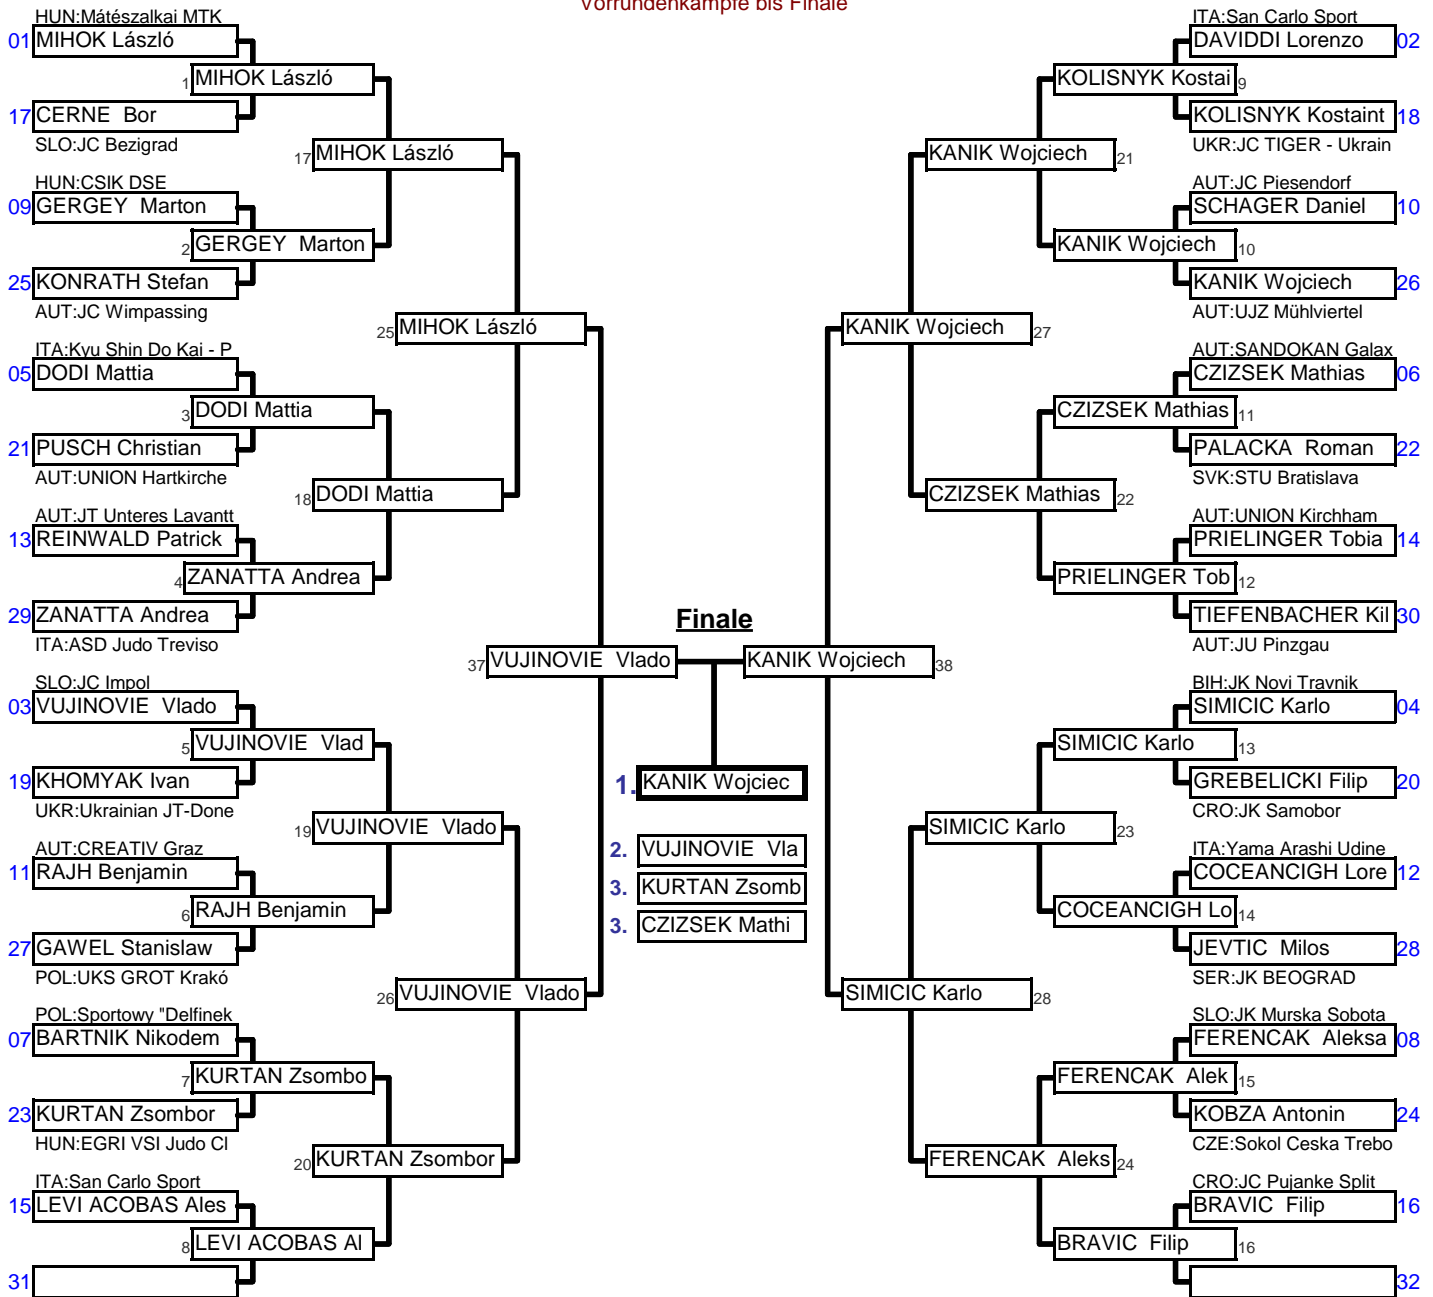 Vorrundenkämpfe bis Finale
HUN:Mátészalkai MTK
01 MIHOK László
1 MIHOK László
17 CERNE Bor
SLO:JC Bezigrad
17 MIHOK László
HUN:CSIK DSE
09 GERGEY Marton
2 GERGEY Marton
25 KONRATH Stefan
AUT:JC Wimpassing
25 MIHOK László
ITA:Kyu Shin Do Kai - P
05 DODI Mattia
3 DODI Mattia
21 PUSCH Christian
AUT:UNION Hartkirche
18 DODI Mattia
AUT:JT Unteres Lavantt
13 REINWALD Patrick
4 ZANATTA Andrea
29 ZANATTA Andrea
ITA:ASD Judo Treviso
37 VUJINOVIE Vlado
SLO:JC Impol
03 VUJINOVIE Vlado
5 VUJINOVIE Vlad
19 KHOMYAK Ivan
UKR:Ukrainian JT-Done
19 VUJINOVIE Vlado
AUT:CREATIV Graz
11 RAJH Benjamin
6 RAJH Benjamin
27 GAWEL Stanislaw
POL:UKS GROT Krakó
26 VUJINOVIE Vlado
POL:Sportowy "Delfinek
07 BARTNIK Nikodem
7 KURTAN Zsombo
23 KURTAN Zsombor
HUN:EGRI VSI Judo Cl
20 KURTAN Zsombor
ITA:San Carlo Sport
15 LEVI ACOBAS Ales
8 LEVI ACOBAS Al
31
Finale
1. KANIK Wojciec
2. VUJINOVIE Vla
3. KURTAN Zsomb
3. CZIZSEK Mathi
ITA:San Carlo Sport
DAVIDDI Lorenzo 02
KOLISNYK Kostai 9
KOLISNYK Kostaint 18
UKR:JC TIGER - Ukrain
KANIK Wojciech 21
AUT:JC Piesendorf
SCHAGER Daniel 10
KANIK Wojciech 10
KANIK Wojciech 26
AUT:UJZ Mühlviertel
KANIK Wojciech 27
AUT:SANDOKAN Galax
CZIZSEK Mathias 06
CZIZSEK Mathias 11
PALACKA Roman 22
SVK:STU Bratislava
CZIZSEK Mathias 22
AUT:UNION Kirchham
PRIELINGER Tobia 14
PRIELINGER Tob 12
TIEFENBACHER Kil 30
AUT:JU Pinzgau
KANIK Wojciech 38
BIH:JK Novi Travnik
SIMICIC Karlo 04
SIMICIC Karlo 13
GREBELICKI Filip 20
CRO:JK Samobor
SIMICIC Karlo 23
ITA:Yama Arashi Udine
COCEANCIGH Lore 12
COCEANCIGH Lo 14
JEVTIC Milos 28
SER:JK BEOGRAD
SIMICIC Karlo 28
SLO:JK Murska Sobota
FERENCAK Aleksa 08
FERENCAK Alek 15
KOBZA Antonin 24
CZE:Sokol Ceska Trebo
FERENCAK Aleks 24
CRO:JC Pujanke Split
BRAVIC Filip 16
BRAVIC Filip 16
32